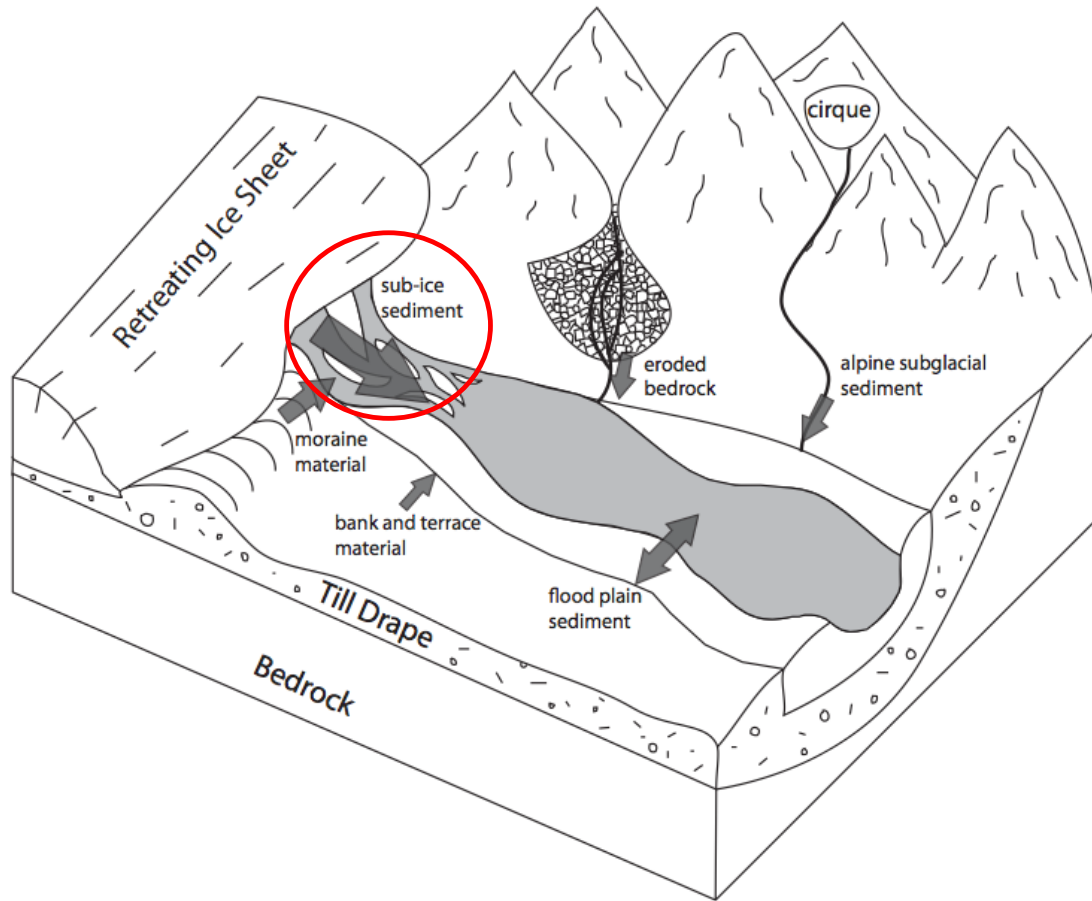 cirque
Retreating Ice Sheet
sub-ice
sediment
eroded
bedrock
alpine subglacial
sediment
moraine
material
bank and terrace
material
flood plain
sediment
Till Drape
Bedrock